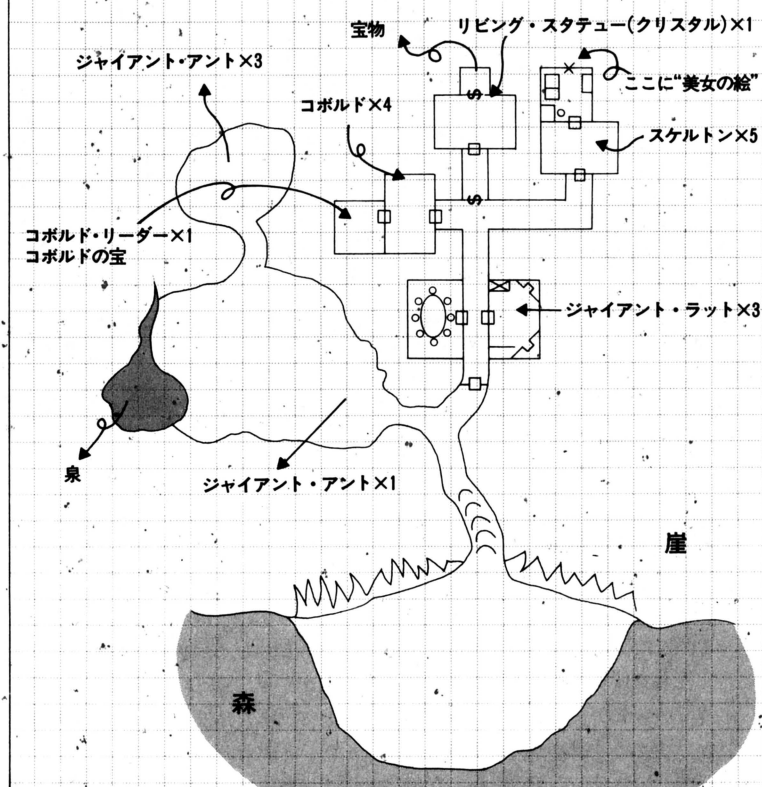 宝物
リビング・スタテュー(クリスタル)×1
ジャイアント・アント×3
ここに“美女の絵”
コボルド×4
スケルトン×5
S
S
コボルド・リーダー×1
コボルドの宝
ジャイアント・ラット×3
泉
ジャイアント・アント×1
崖
森